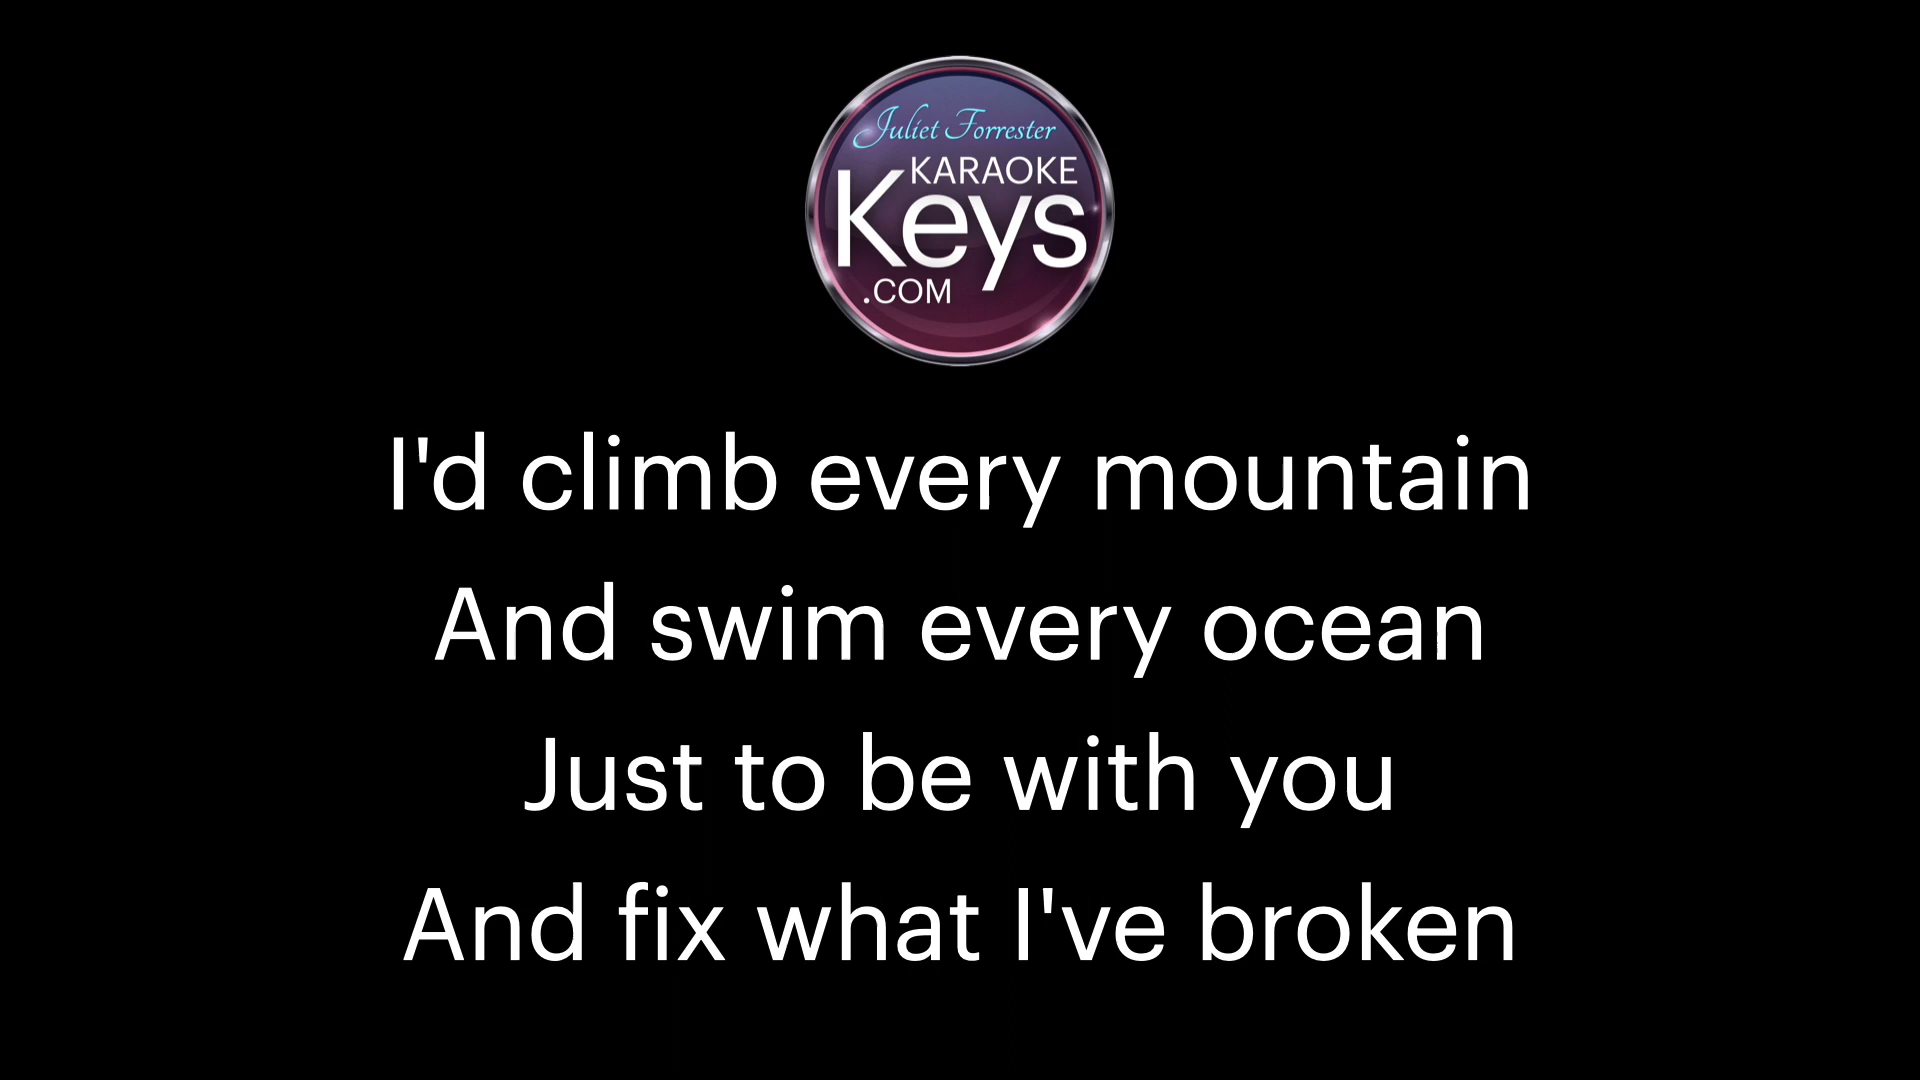 Juliet Forrester
KARAOKE
Keys
.COM
I'd climb every mountain
And swim every ocean
Just to be with you
And fix what I've broken